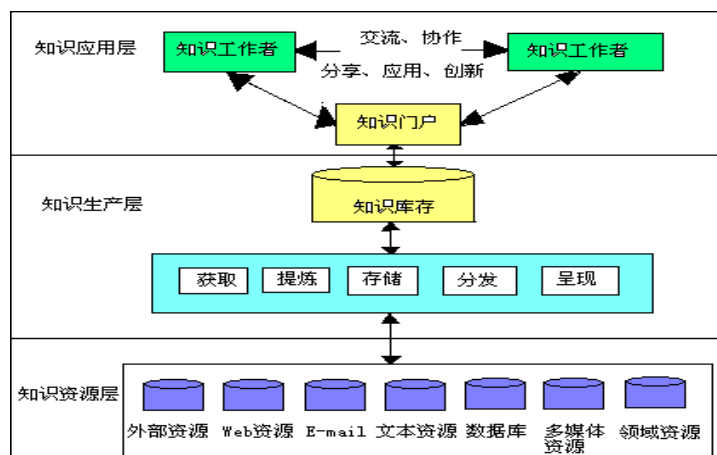 知识应用层
知识工作者
交流、协作
知识工作者
分享、应用、创新
知识门户
知识生产层
知识库存
获取
提炼
存储
分发
呈现
知识资源层
外部资源
Web资源
E-mail
文本资源
数据库
多媒体
资源
领域资源